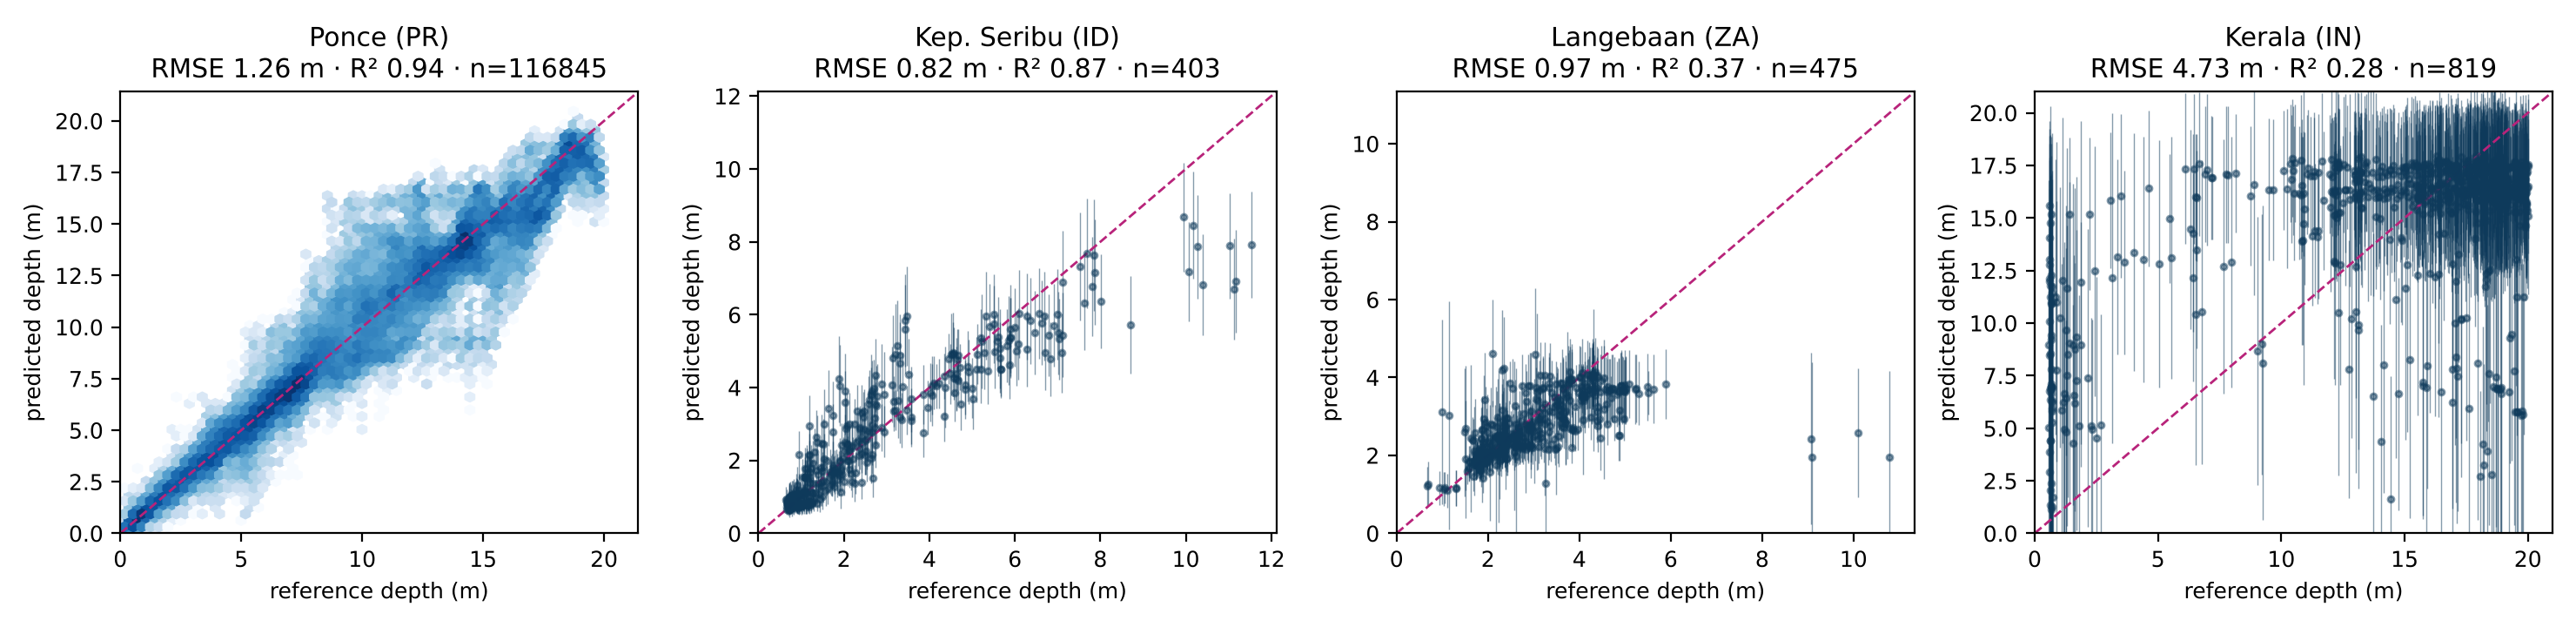 Ponce (PR)
RMSE 1.26 m · R² 0.94 · n=116845
20.0
17.5
15.0
12.5
10.0
7.5
5.0
2.5
0.0
predicted depth (m)
0 5 10 15 20
reference depth (m)
Kep. Seribu (ID)
RMSE 0.82 m · R² 0.87 · n=403
12
10
8
6
4
2
0
predicted depth (m)
0 2 4 6 8 10 12
reference depth (m)
Langebaan (ZA)
RMSE 0.97 m · R² 0.37 · n=475
10
8
6
4
2
0
predicted depth (m)
0 2 4 6 8 10
reference depth (m)
Kerala (IN)
RMSE 4.73 m · R² 0.28 · n=819
20.0
17.5
15.0
12.5
10.0
7.5
5.0
2.5
0.0
predicted depth (m)
0 5 10 15 20
reference depth (m)